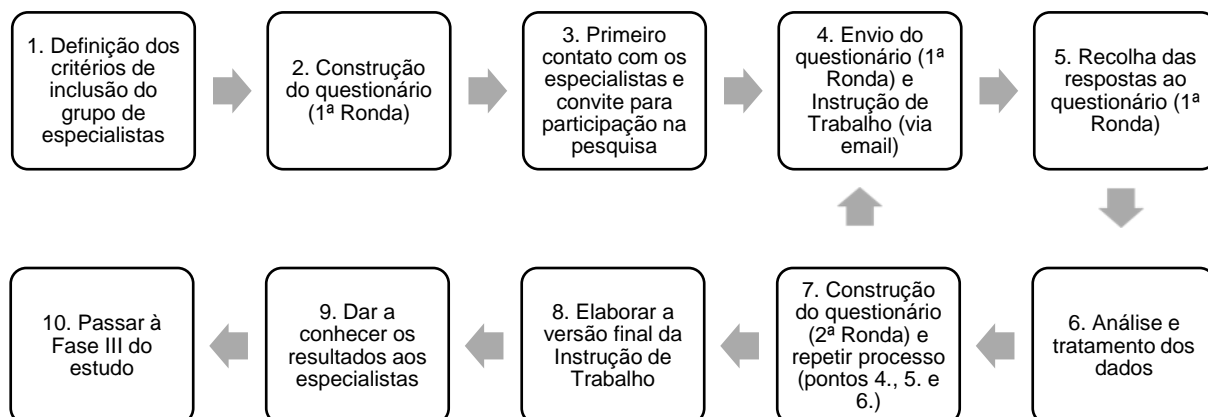 1. Definição dos
critérios de
inclusão do
grupo de
especialistas
2. Construção
do questionário
(1ª Ronda)
3. Primeiro
contato com os
especialistas e
convite para
participação na
pesquisa
4. Envio do
questionário (1ª
Ronda) e
Instrução de
Trabalho (via
email)
5. Recolha das
respostas ao
questionário (1ª
Ronda)
6. Análise e
tratamento dos
dados
7. Construção
do questionário
(2ª Ronda) e
repetir processo
(pontos 4., 5. e
6.)
8. Elaborar a
versão final da
Instrução de
Trabalho
9. Dar a
conhecer os
resultados aos
especialistas
10. Passar à
Fase III do
estudo